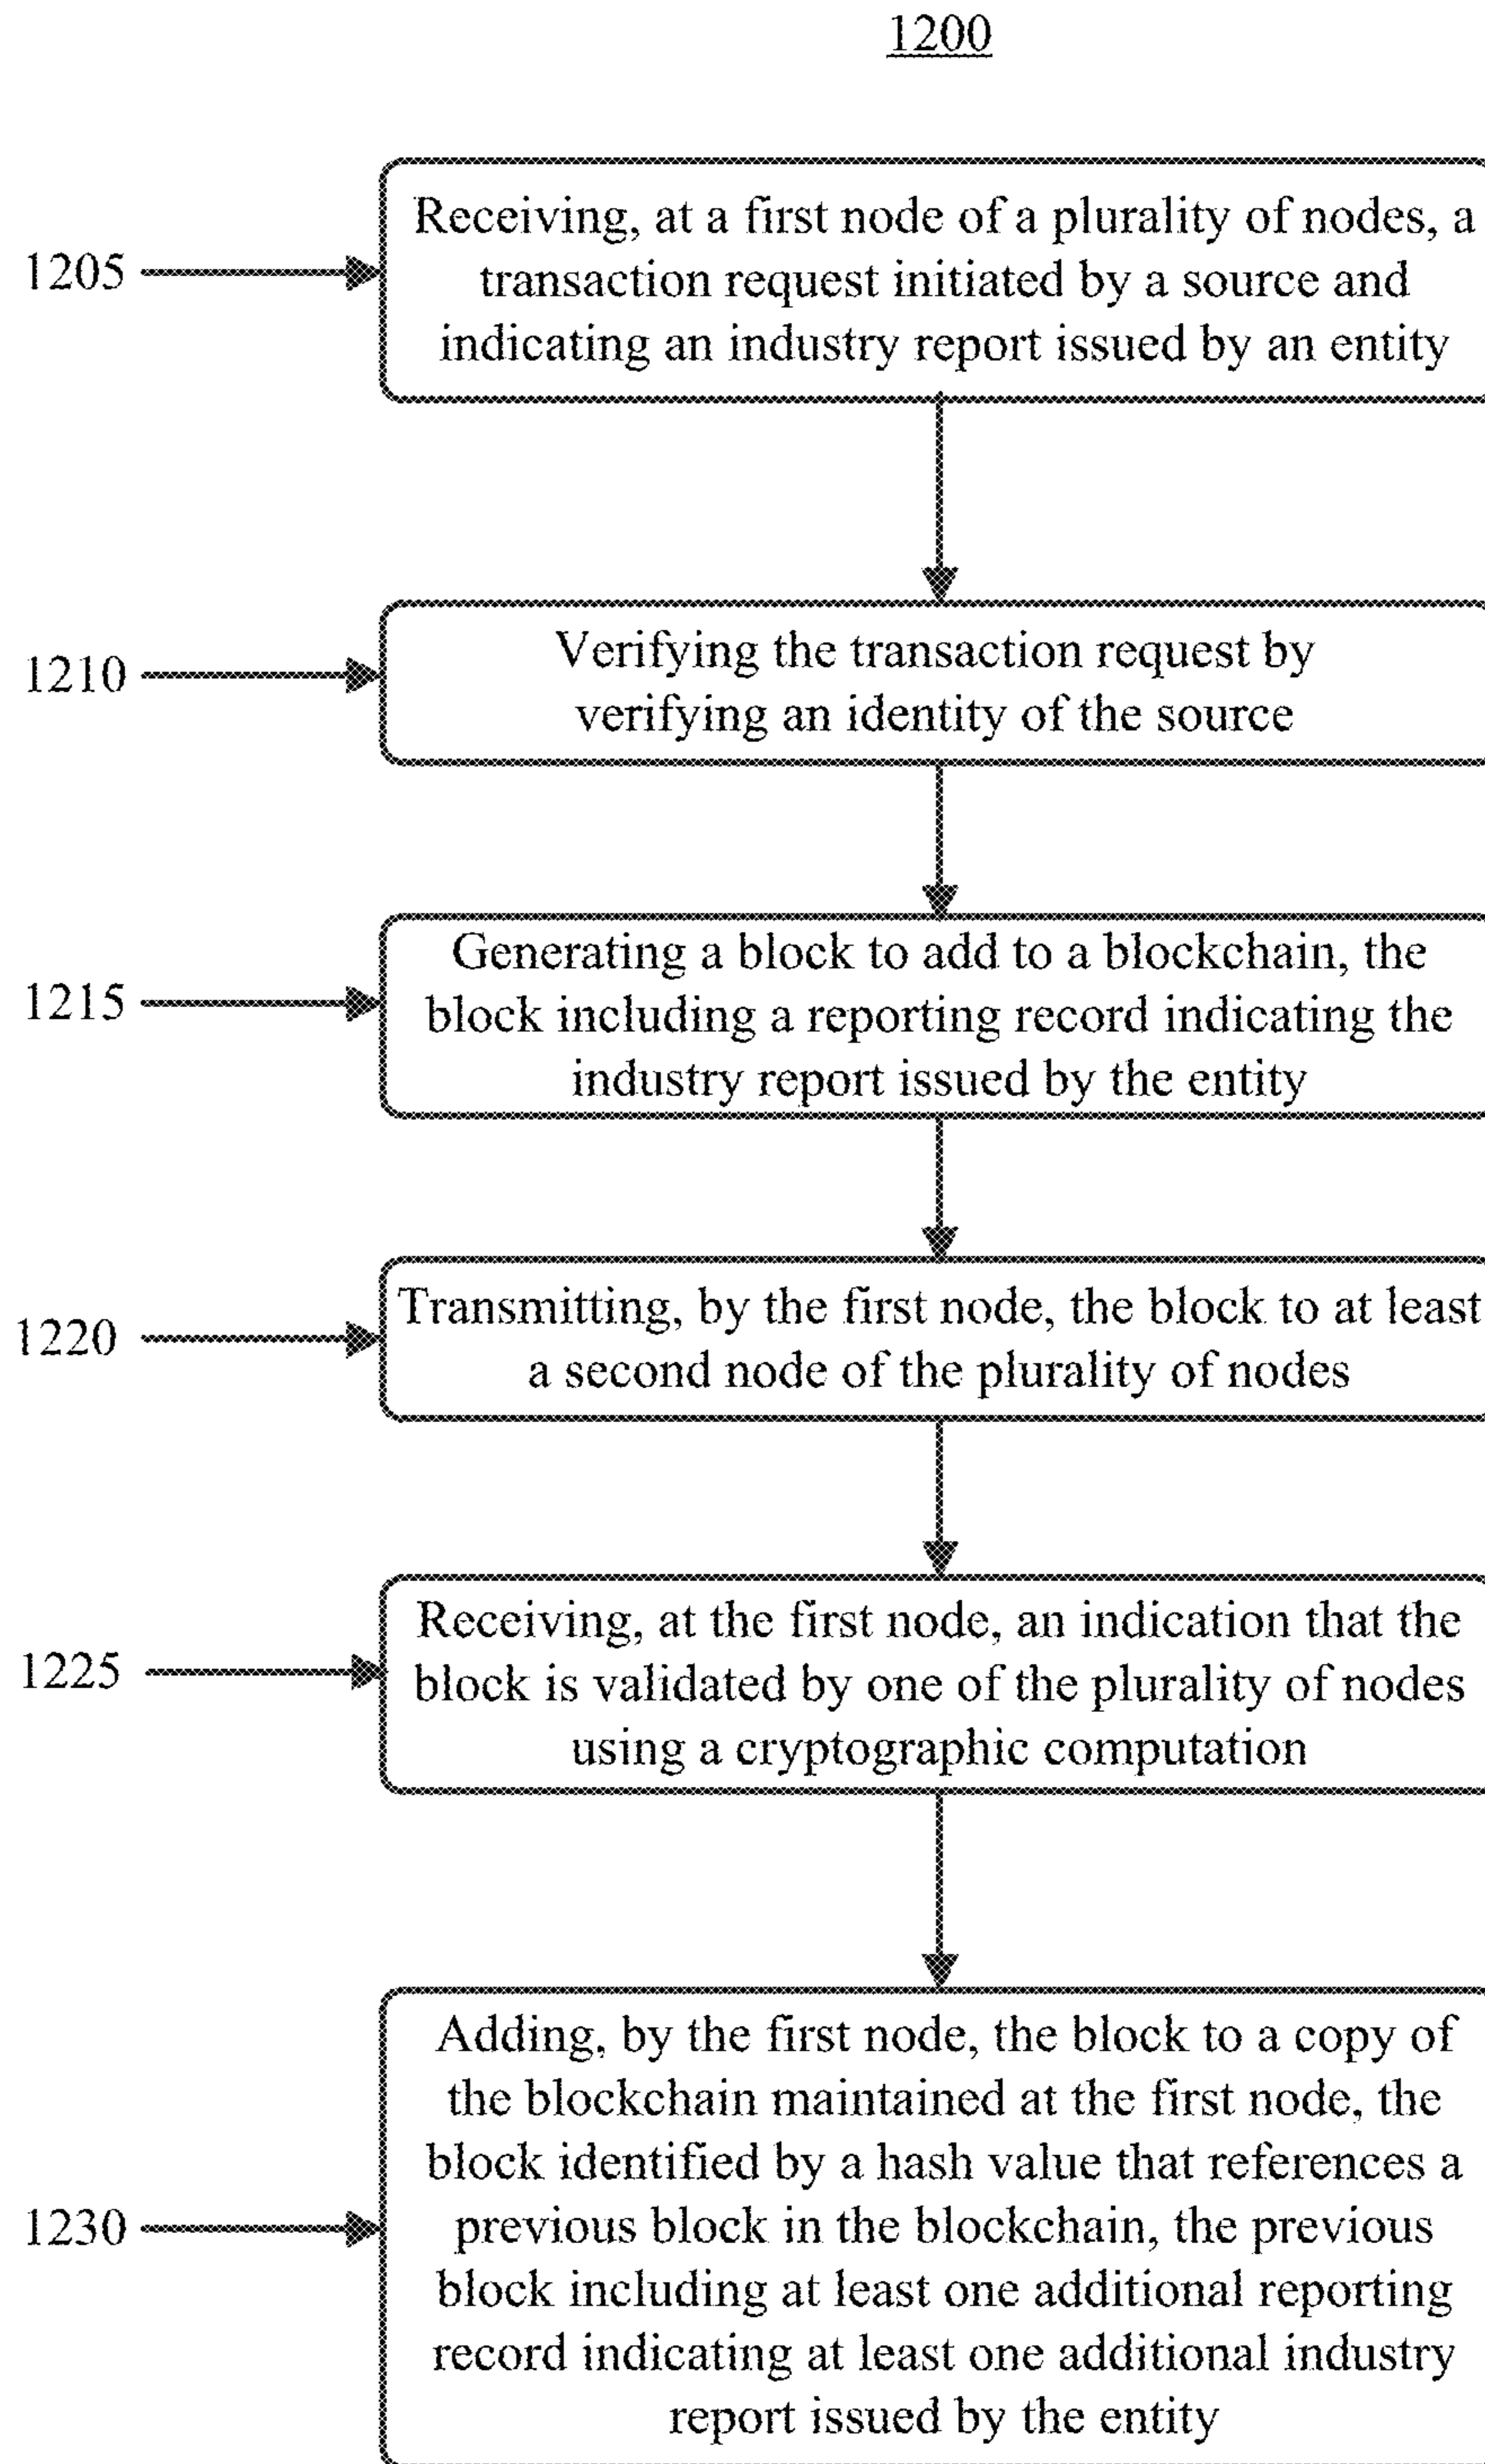 1200
1205
Receiving, at a first node of a plurality of nodes, a
transaction request initiated by a source and
indicating an industry report issued by an entity
1210
Verifying the transaction request by
verifying an identity of the source
1215
Generating a block to add to a blockchain, the
block including a reporting record indicating the
industry report issued by the entity
1220
Transmitting, by the first node, the block to at least
a second node of the plurality of nodes
1225
Receiving, at the first node, an indication that the
block is validated by one of the plurality of nodes
using a cryptographic computation
1230
Adding, by the first node, the block to a copy of
the blockchain maintained at the first node, the
block identified by a hash value that references a
previous block in the blockchain, the previous
block including at least one additional reporting
record indicating at least one additional industry
report issued by the entity